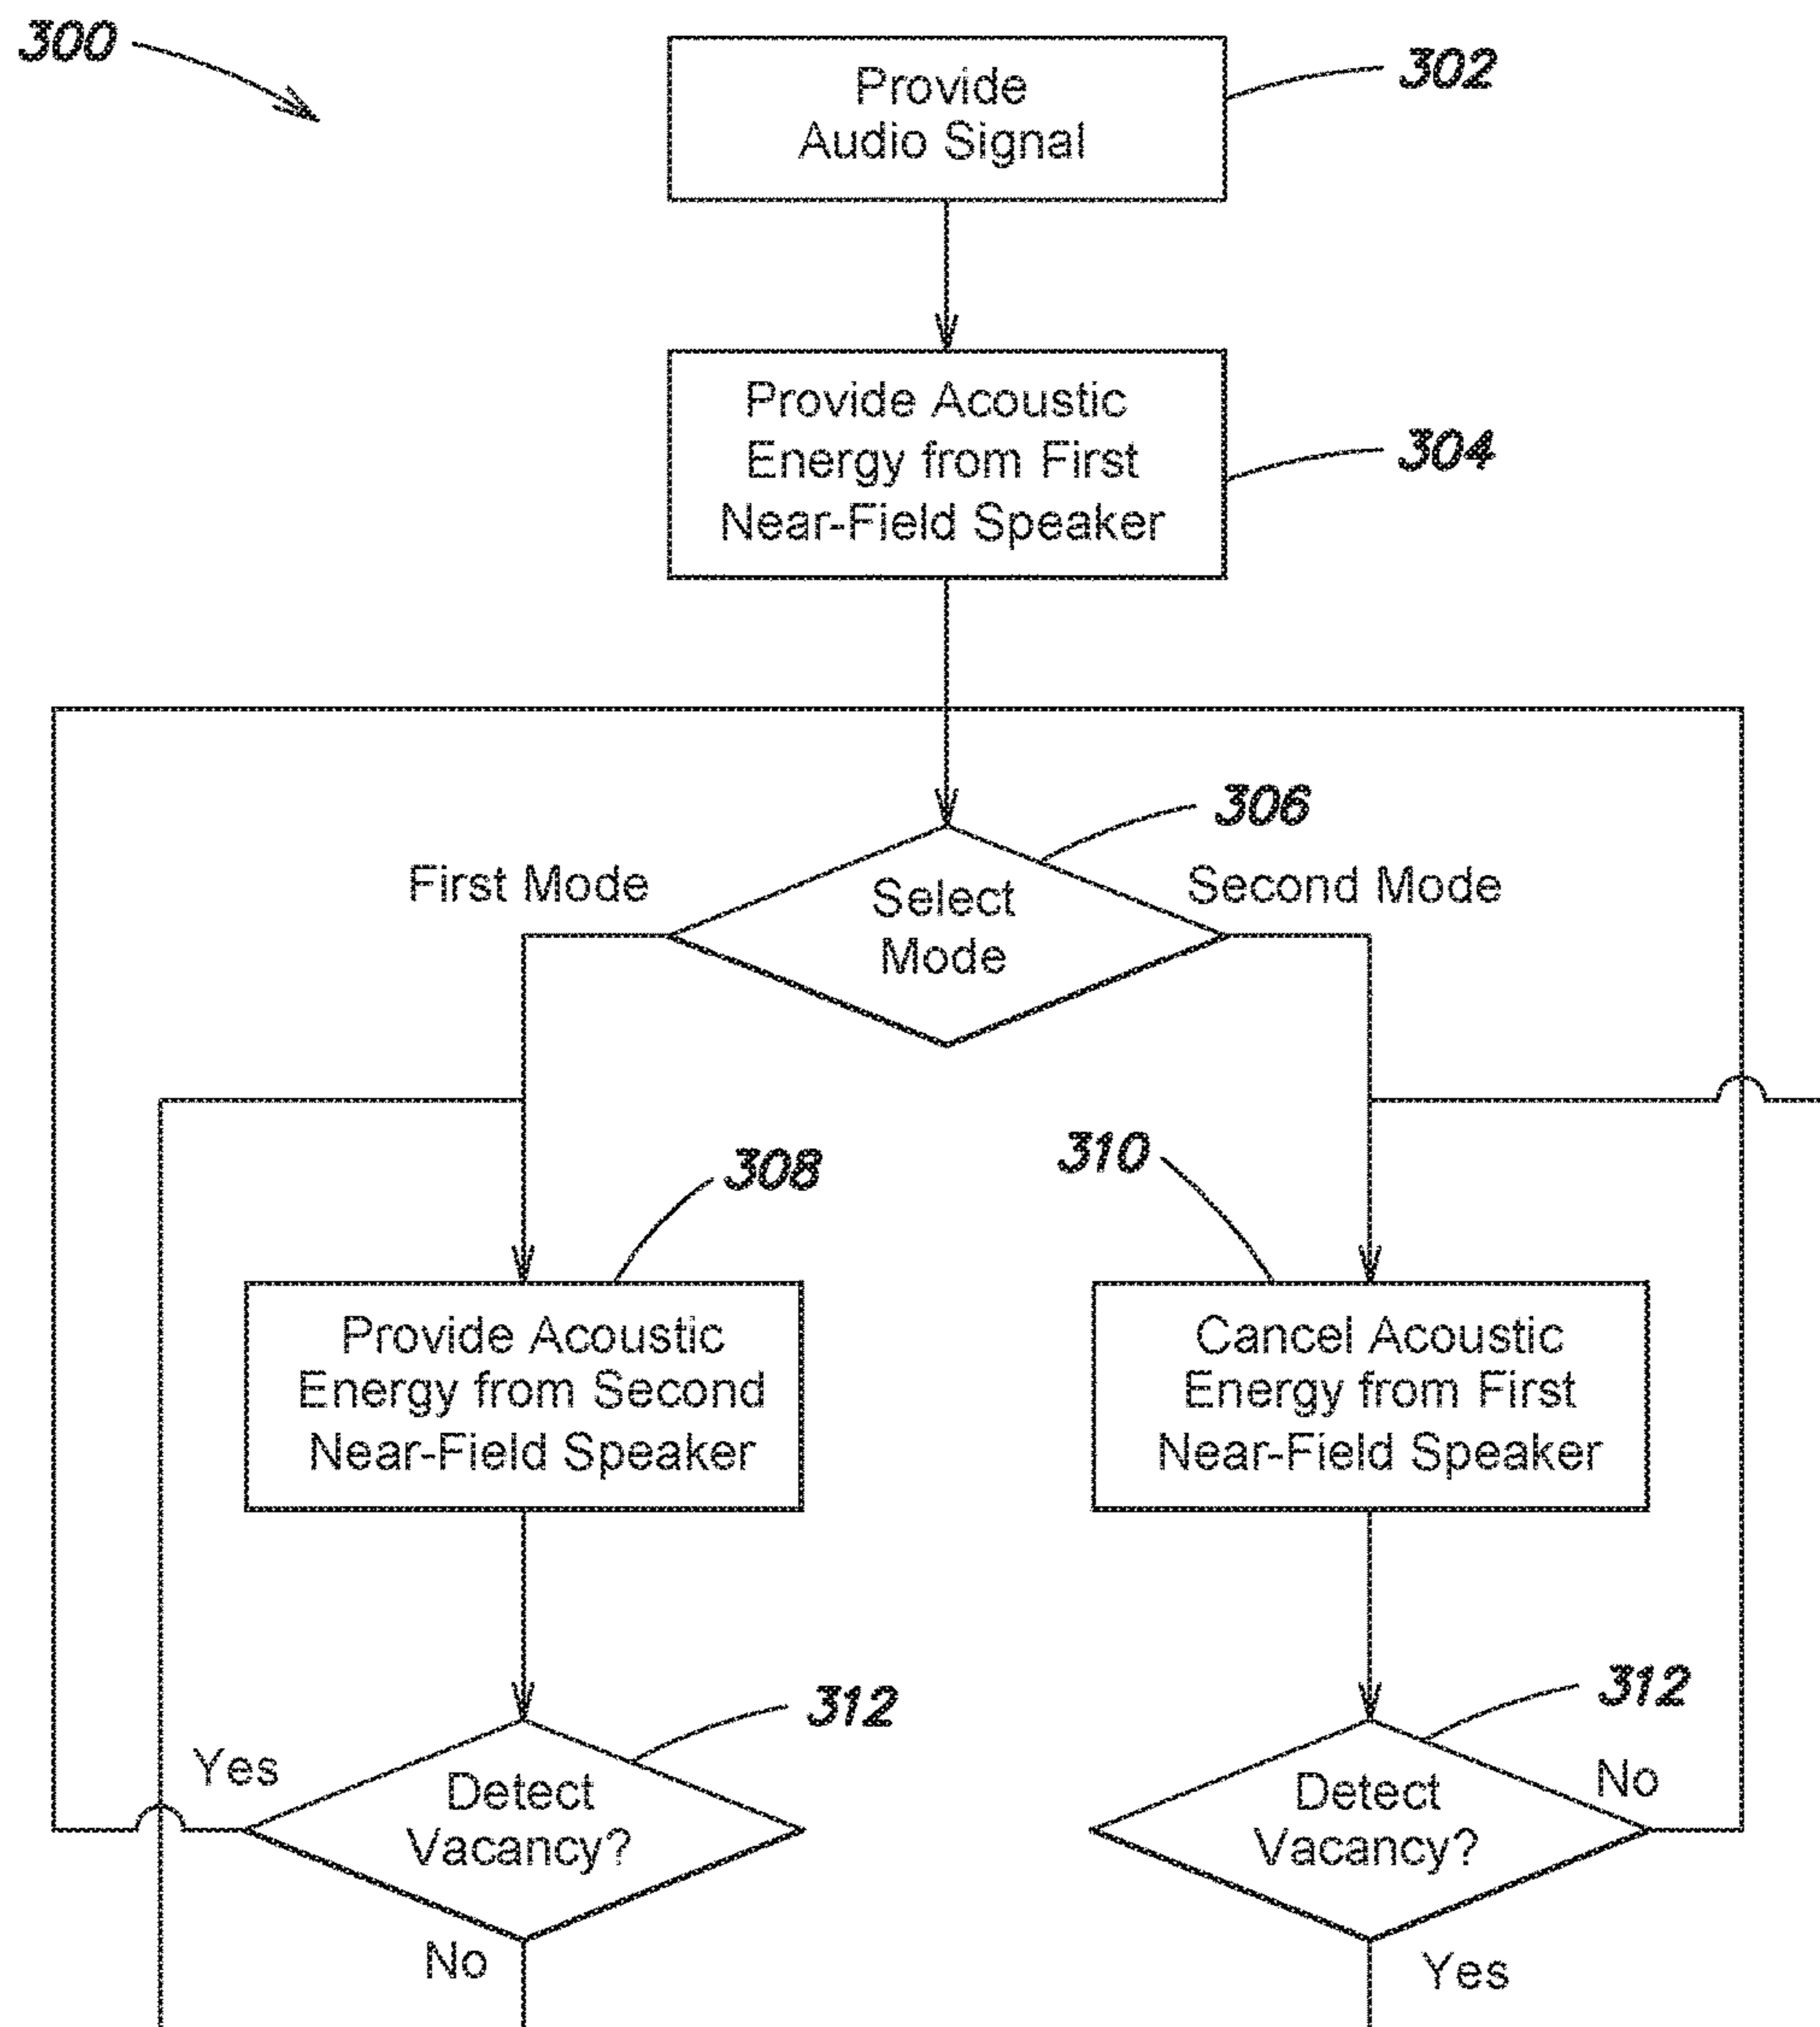 300
Provide
Audio Signal
302
Provide Acoustic
Energy from First
Near-Field Speaker
304
306
First Mode
Select
Mode
Second Mode
308
310
Provide Acoustic
Energy from Second
Near-Field Speaker
Cancel Acoustic
Energy from First
Near-Field Speaker
312
312
Yes
Detect
Vacancy?
No
Detect
Vacancy?
No
Yes